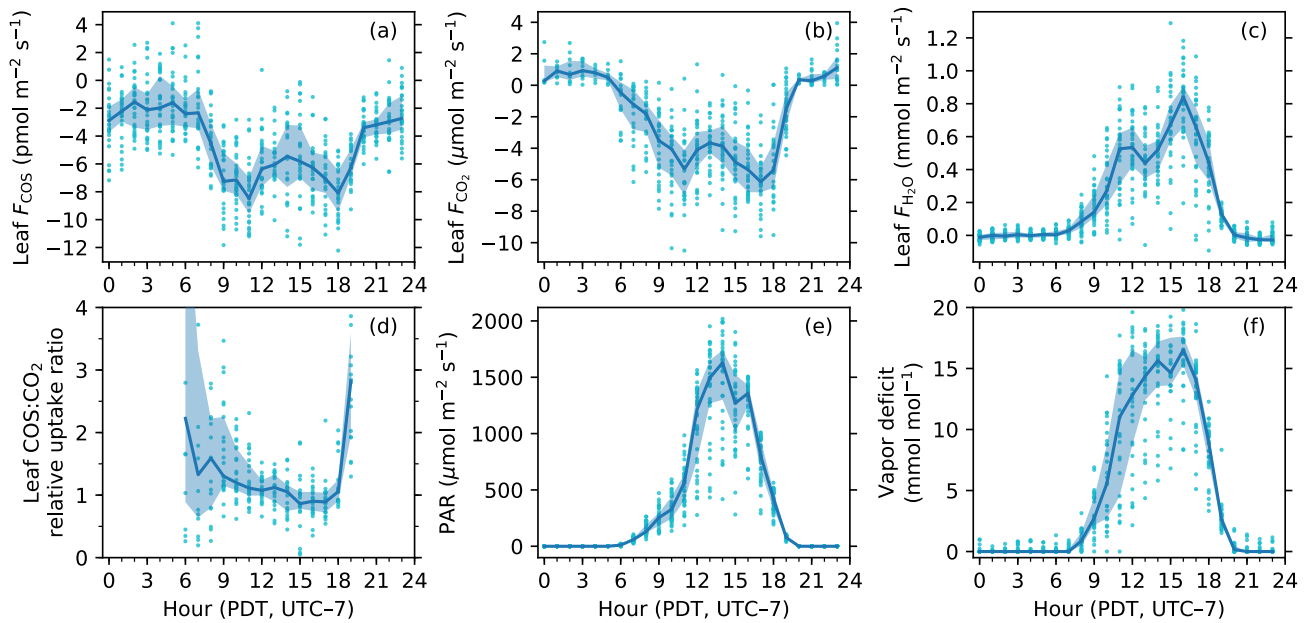 (a)
Leaf F_COS (pmol m⁻² s⁻¹)
4
2
0
−2
−4
−6
−8
−10
−12
0 3 6 9 12 15 18 21 24
(b)
Leaf F_CO₂ (μmol m⁻² s⁻¹)
4
2
0
−2
−4
−6
−8
−10
0 3 6 9 12 15 18 21 24
(c)
Leaf F_H₂O (mmol m⁻² s⁻¹)
1.2
1.0
0.8
0.6
0.4
0.2
0.0
0 3 6 9 12 15 18 21 24
(d)
Leaf COS:CO₂
relative uptake ratio
4
3
2
1
0
0 3 6 9 12 15 18 21 24
Hour (PDT, UTC–7)
(e)
PAR (μmol m⁻² s⁻¹)
2000
1500
1000
500
0
0 3 6 9 12 15 18 21 24
Hour (PDT, UTC–7)
(f)
Vapor deficit
(mmol mol⁻¹)
20
15
10
5
0
0 3 6 9 12 15 18 21 24
Hour (PDT, UTC–7)